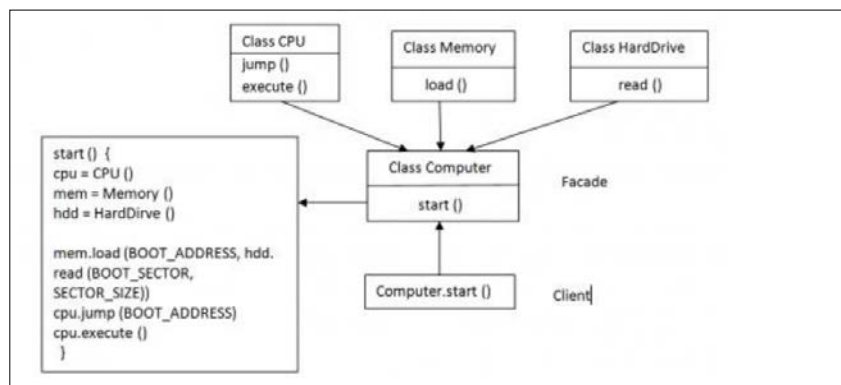 Class CPU
jump ()
execute ()
Class Memory
load ()
Class HardDrive
read ()
start () {
cpu = CPU ()
mem = Memory ()
hdd = HardDirve ()
mem.load (BOOT_ADDRESS, hdd.
read (BOOT_SECTOR,
SECTOR_SIZE))
cpu.jump (BOOT_ADDRESS)
cpu.execute ()
}
Class Computer
start ()
Facade
Computer.start ()
Client